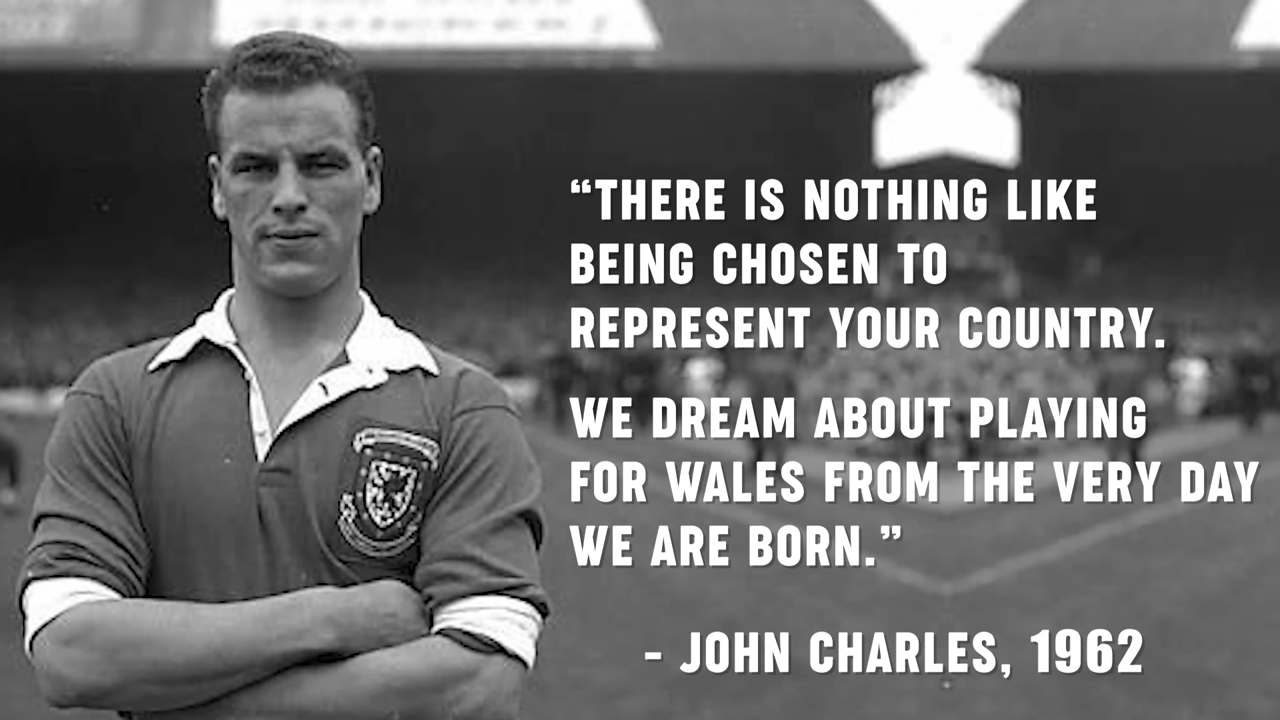 “THERE IS NOTHING LIKE
BEING CHOSEN TO
REPRESENT YOUR COUNTRY.
WE DREAM ABOUT PLAYING
FOR WALES FROM THE VERY DAY
WE ARE BORN.”
- JOHN CHARLES, 1962